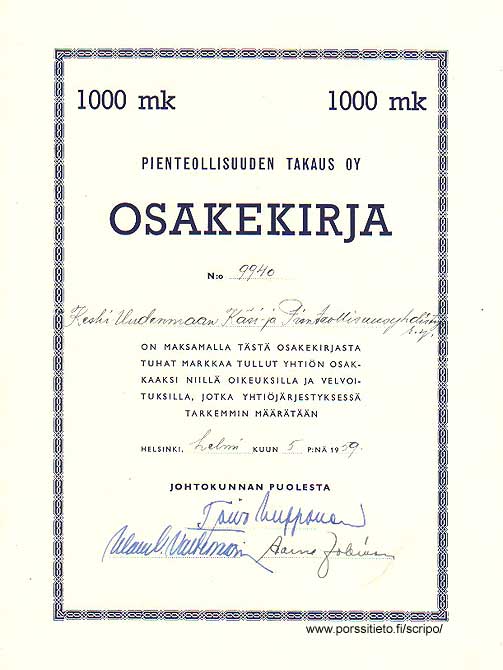 1000 mk 1000 mk
PIENTEOLLISUUDEN TAKAUS OY
OSAKEKIRJA
N:o 9940
Keski Uudenmaan Käsi- ja Pienteollisuusyhdistys r.y.
ON MAKSAMALLA TÄSTÄ OSAKEKIRJASTA
TUHAT MARKKAA TULLUT YHTIÖN OSAK-
KAAKSI NIILLÄ OIKEUKSILLA JA VELVOI-
TUKSILLA, JOTKA YHTIÖJÄRJESTYKSESSÄ
TARKEMMIN MÄÄRÄTÄÄN
HELSINKI, helmi KUUN 5 P:NÄ 1959.
JOHTOKUNNAN PUOLESTA
Toivo
Aarne
www.porssitieto.fi/scripo/